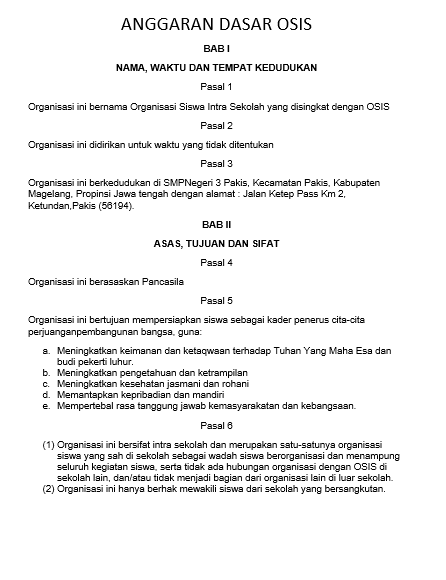 ANGGARAN DASAR OSIS
BAB I
NAMA, WAKTU DAN TEMPAT KEDUDUKAN
Pasal 1
Organisasi ini bernama Organisasi Siswa Intra Sekolah yang disingkat dengan OSIS
Pasal 2
Organisasi ini didirikan untuk waktu yang tidak ditentukan
Pasal 3
Organisasi ini berkedudukan di SMPNegeri 3 Pakis, Kecamatan Pakis, Kabupaten
Magelang, Propinsi Jawa tengah dengan alamat : Jalan Ketep Pass Km 2,
Ketundan,Pakis (56194).
BAB II
ASAS, TUJUAN DAN SIFAT
Pasal 4
Organisasi ini berasaskan Pancasila
Pasal 5
Organisasi ini bertujuan mempersiapkan siswa sebagai kader penerus cita-cita
perjuanganpembangunan bangsa, guna:
a. Meningkatkan keimanan dan ketaqwaan terhadap Tuhan Yang Maha Esa dan
budi pekerti luhur.
b. Meningkatkan pengetahuan dan ketrampilan
c. Meningkatkan kesehatan jasmani dan rohani
d. Memantapkan kepribadian dan mandiri
e. Mempertebal rasa tanggung jawab kemasyarakatan dan kebangsaan.
Pasal 6
(1) Organisasi ini bersifat intra sekolah dan merupakan satu-satunya organisasi
siswa yang sah di sekolah sebagai wadah siswa berorganisasi dan menampung
seluruh kegiatan siswa, serta tidak ada hubungan organisasi dengan OSIS di
sekolah lain, dan/atau tidak menjadi bagian dari organisasi lain di luar sekolah.
(2) Organisasi ini hanya berhak mewakili siswa dari sekolah yang bersangkutan.